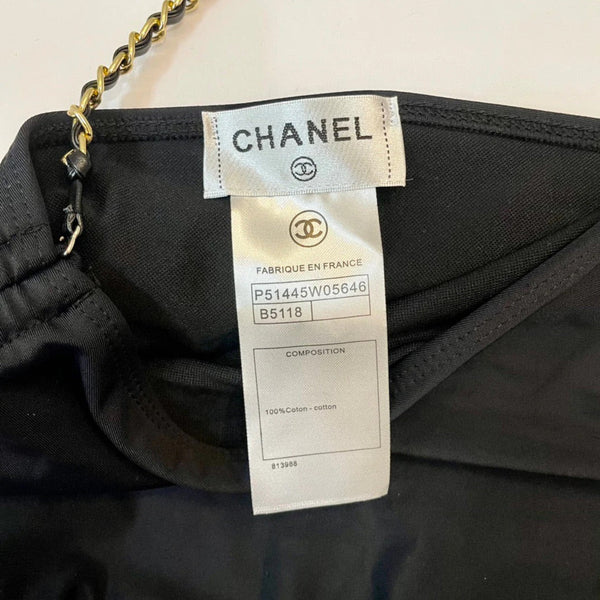 CHANEL
FABRIQUE EN FRANCE
P51445W05646
B5118
COMPOSITION
100%Coton - cotton
813988